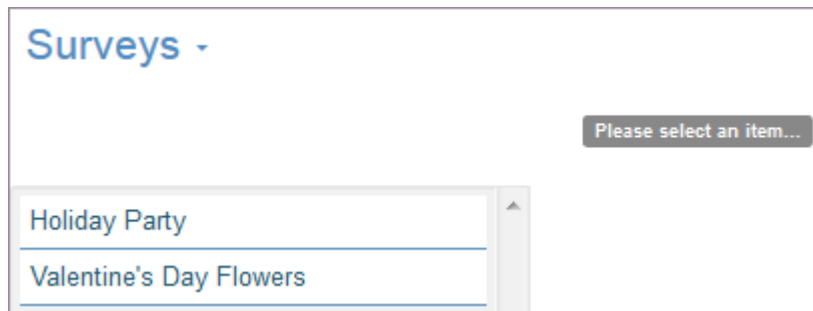 Surveys -
Please select an item...
Holiday Party
Valentine's Day Flowers